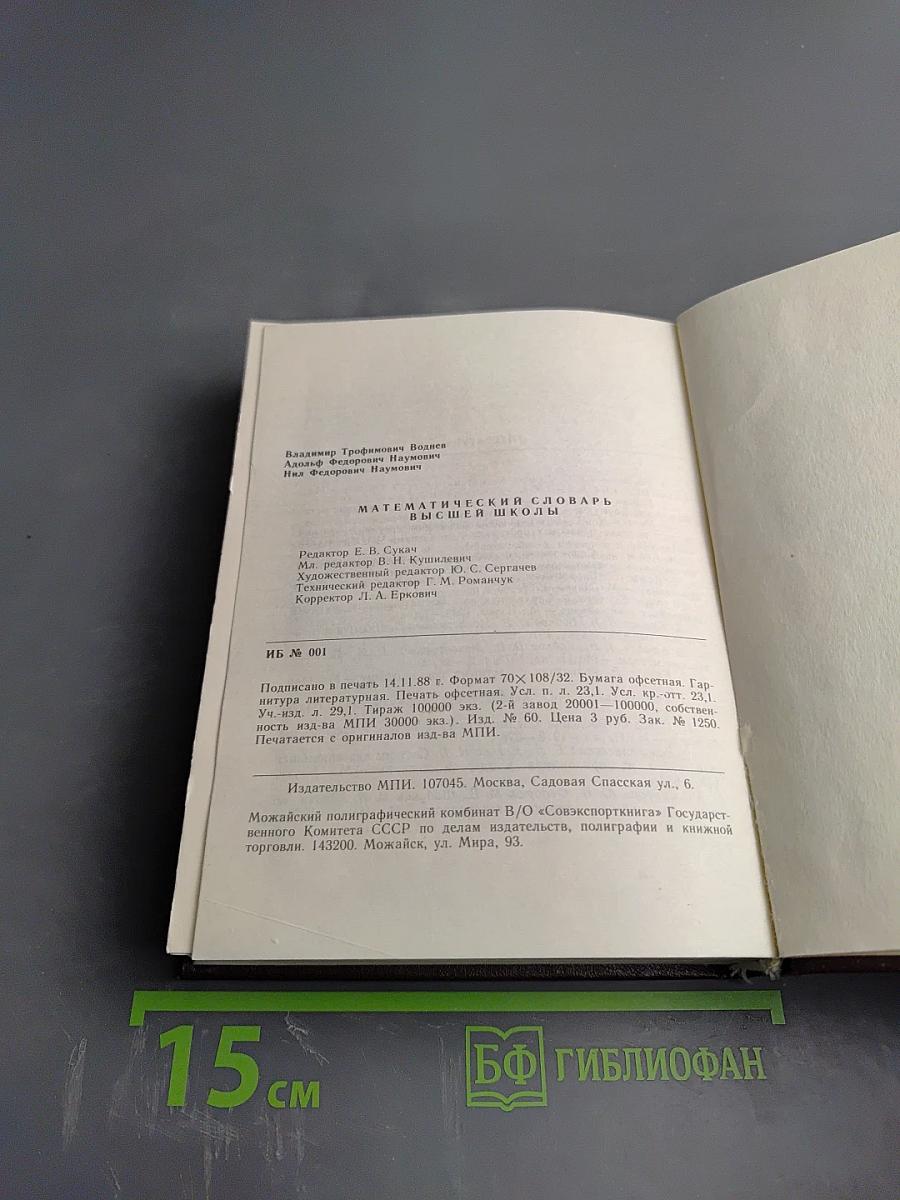 Владимир Трофимович Воднев
Адольф Федорович Наумович
Нил Федорович Наумович
МАТЕМАТИЧЕСКИЙ СЛОВАРЬ
ВЫСШЕЙ ШКОЛЫ
Редактор Е. В. Сукач
Мл. редактор В. Н. Кушилевич
Художественный редактор Ю. С. Сергачев
Технический редактор Г. М. Романчук
Корректор Л. А. Еркович
ИБ № 001
Подписано в печать 14.11.88 г. Формат 70×108/32. Бумага офсетная. Гар-
нитура литературная. Печать офсетная. Усл. п. л. 23,1. Усл. кр.-отт. 23,1.
Уч.-изд. л. 29,1. Тираж 100000 экз. (2-й завод 20001—100000, собствен-
ность изд-ва МПИ 30000 экз.). Изд. № 60. Цена 3 руб. Зак. № 1250.
Печатается с оригиналов изд-ва МПИ.
Издательство МПИ. 107045. Москва, Садовая Спасская ул., 6.
Можайский полиграфический комбинат В/О «Совэкспорткнига» Государст-
венного Комитета СССР по делам издательств, полиграфии и книжной
торговли. 143200. Можайск, ул. Мира, 93.
15 см
БФ ГИБЛИОФАН